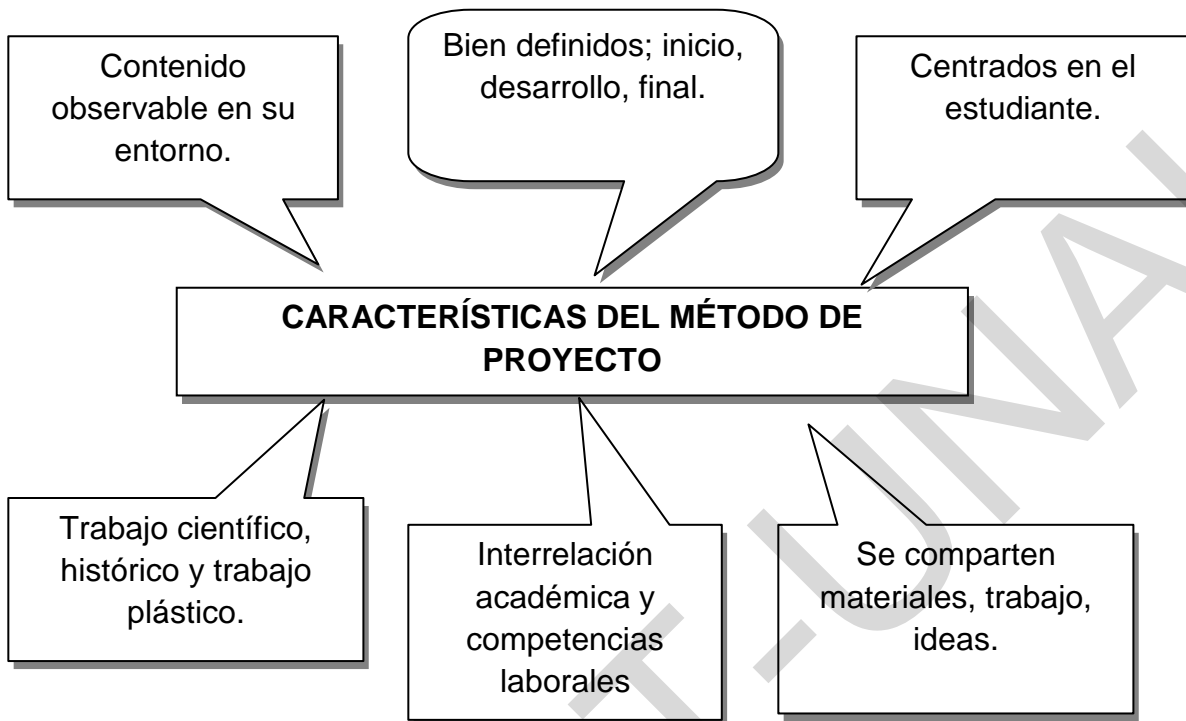 Contenido
observable en su
entorno.
Bien definidos; inicio,
desarrollo, final.
Centrados en el
estudiante.
CARACTERÍSTICAS DEL MÉTODO DE
PROYECTO
Trabajo científico,
histórico y trabajo
plástico.
Interrelación
académica y
competencias
laborales
Se comparten
materiales, trabajo,
ideas.